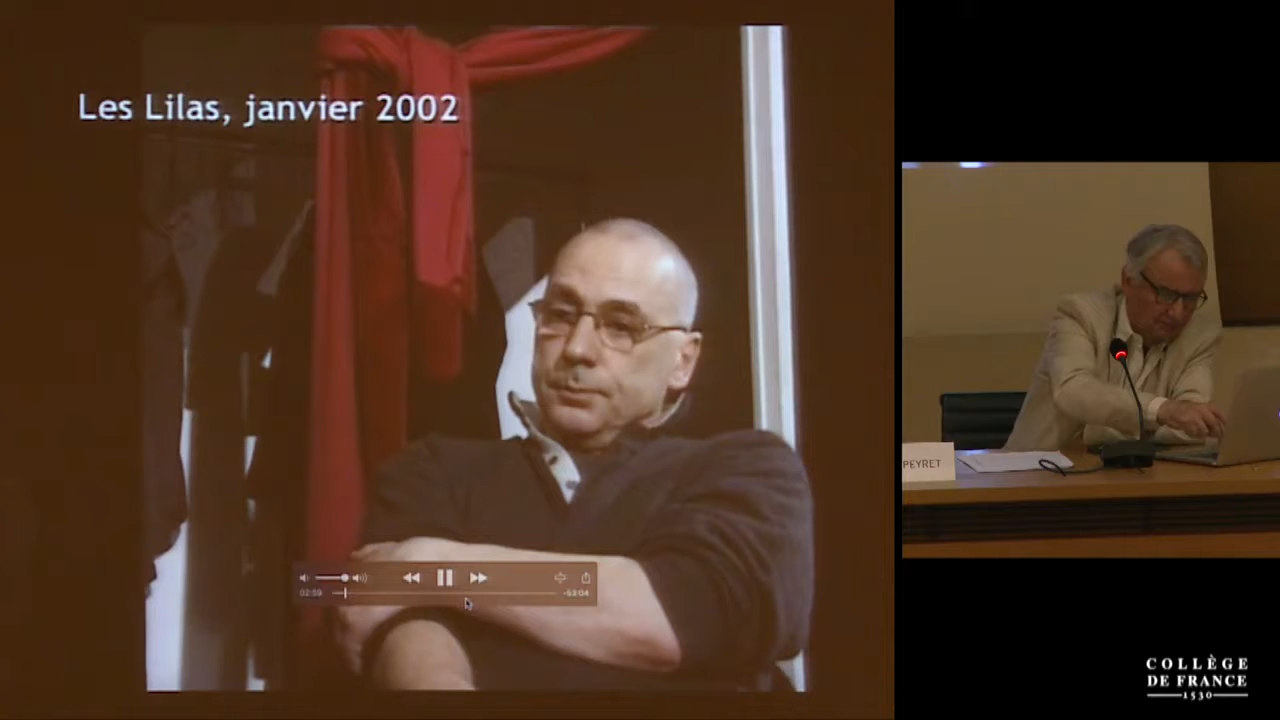 Les Lilas, janvier 2002
02:59
-53:04
PEYRET
COLLÈGE
DE FRANCE
1530